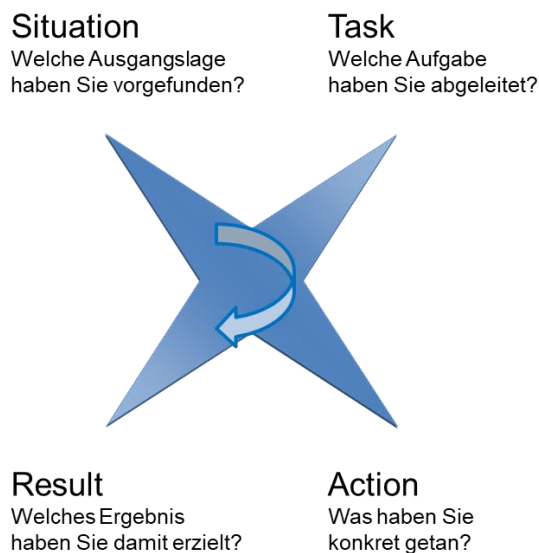 Situation
Welche Ausgangslage
haben Sie vorgefunden?
Task
Welche Aufgabe
haben Sie abgeleitet?
Result
Welches Ergebnis
haben Sie damit erzielt?
Action
Was haben Sie
konkret getan?